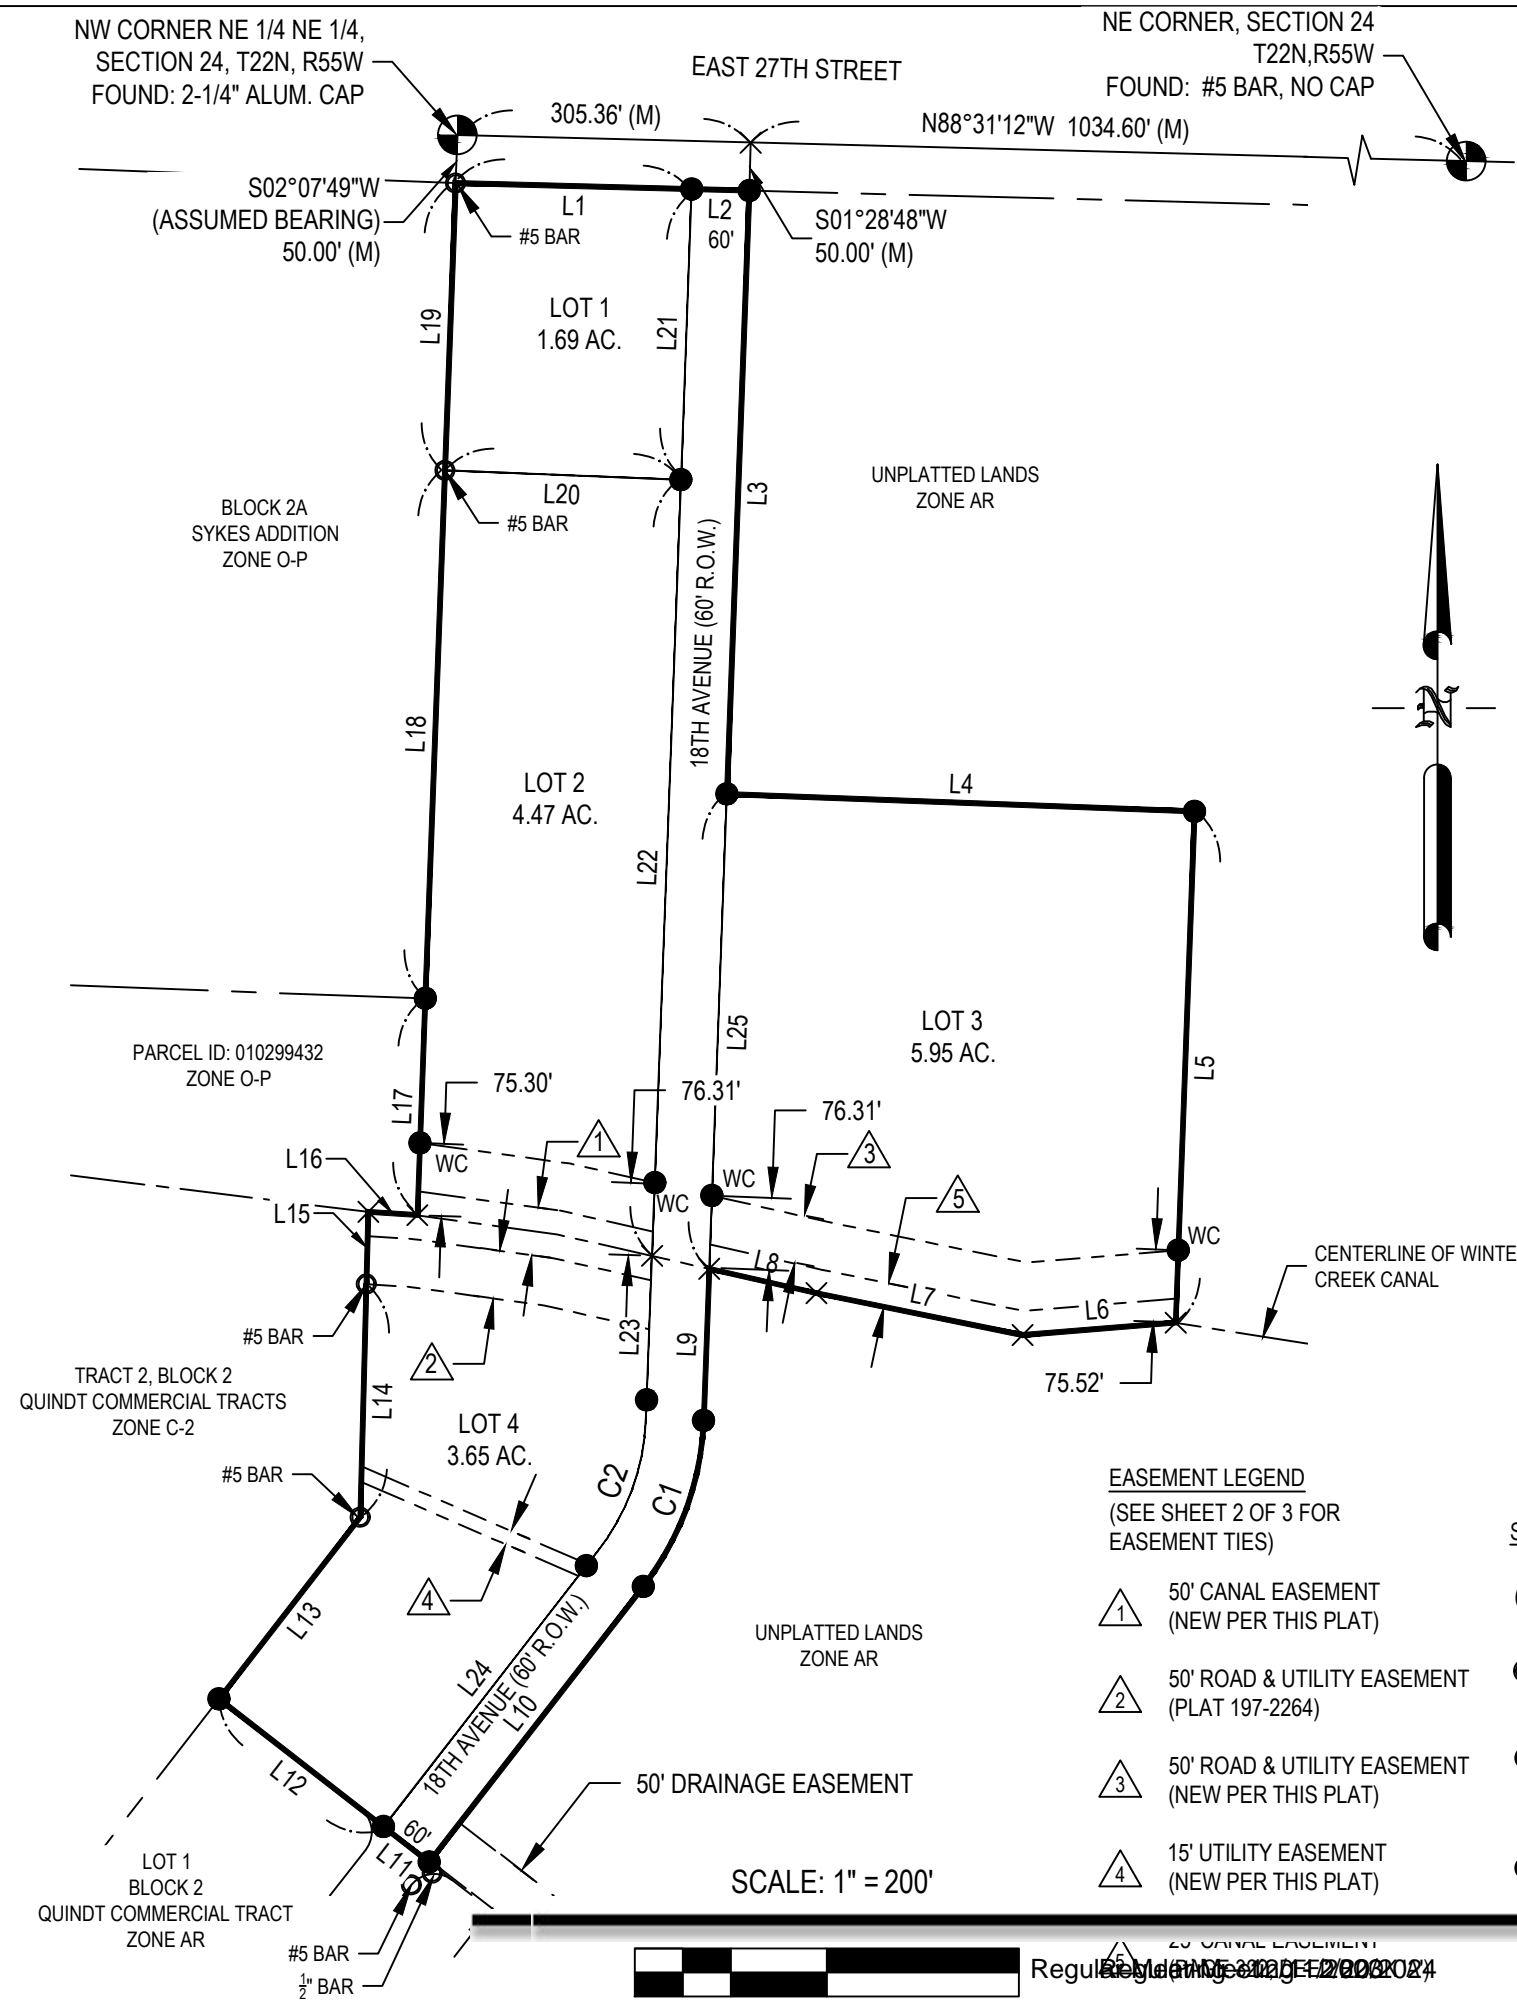 NW CORNER NE 1/4 NE 1/4,
SECTION 24, T22N, R55W
FOUND: 2-1/4" ALUM. CAP
EAST 27TH STREET
NE CORNER, SECTION 24
T22N,R55W
FOUND: #5 BAR, NO CAP
305.36' (M)
N88°31'12"W 1034.60' (M)
S02°07'49"W
(ASSUMED BEARING)
50.00' (M)
L1
#5 BAR
L2
60'
S01°28'48"W
50.00' (M)
LOT 1
1.69 AC.
L19
L21
L20
#5 BAR
L3
UNPLATTED LANDS
ZONE AR
BLOCK 2A
SYKES ADDITION
ZONE O-P
18TH AVENUE (60' R.O.W.)
N
L18
LOT 2
4.47 AC.
L4
L22
LOT 3
5.95 AC.
L25
L5
PARCEL ID: 010299432
ZONE O-P
L17
75.30'
76.31'
76.31'
1
3
5
WC
WC
WC
WC
L16
L15
CENTERLINE OF WINTE
CREEK CANAL
L8
L7
L6
#5 BAR
2
L23
L9
75.52'
TRACT 2, BLOCK 2
QUINDT COMMERCIAL TRACTS
ZONE C-2
L14
LOT 4
3.65 AC.
#5 BAR
C2
C1
4
L13
L24
18TH AVENUE (60' R.O.W.)
L10
UNPLATTED LANDS
ZONE AR
L12
60'
L11
50' DRAINAGE EASEMENT
LOT 1
BLOCK 2
QUINDT COMMERCIAL TRACT
ZONE AR
#5 BAR
1/2" BAR
SCALE: 1" = 200'
EASEMENT LEGEND
(SEE SHEET 2 OF 3 FOR
EASEMENT TIES)
1
50' CANAL EASEMENT
(NEW PER THIS PLAT)
2
50' ROAD & UTILITY EASEMENT
(PLAT 197-2264)
3
50' ROAD & UTILITY EASEMENT
(NEW PER THIS PLAT)
4
15' UTILITY EASEMENT
(NEW PER THIS PLAT)